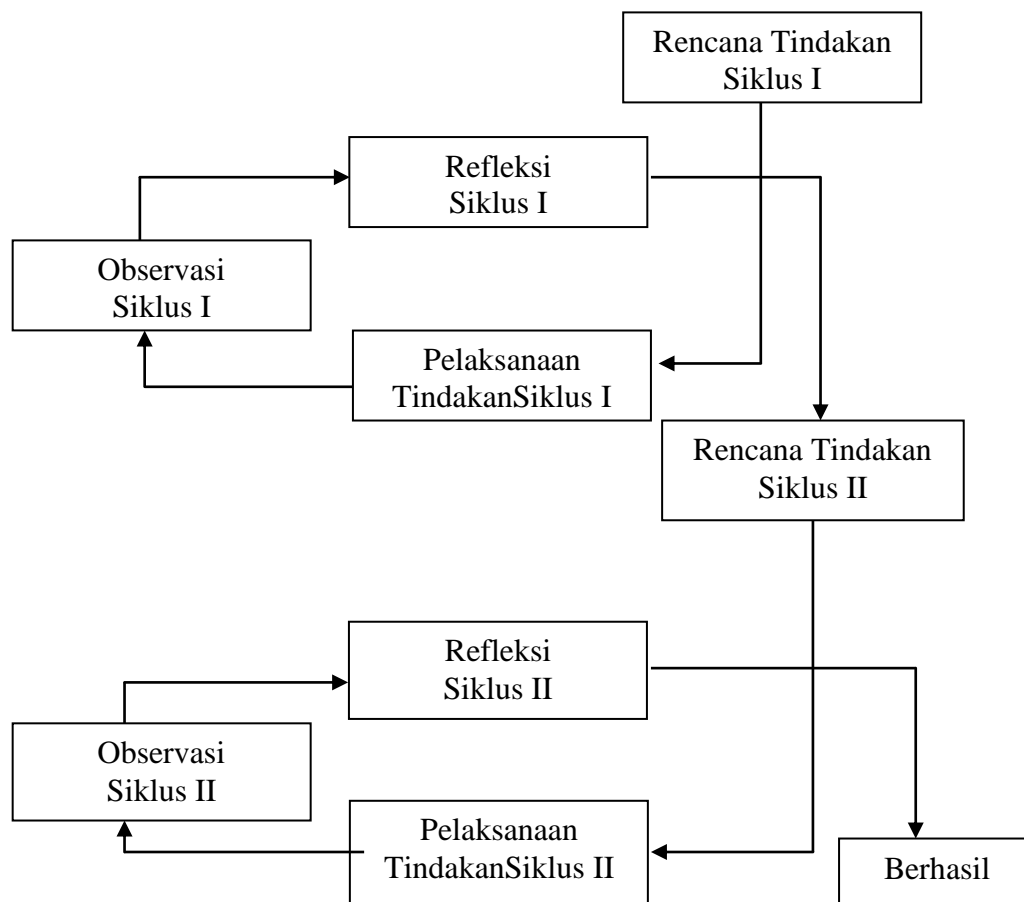 Rencana Tindakan
Siklus I
Refleksi
Siklus I
Observasi
Siklus I
Pelaksanaan
TindakanSiklus I
Rencana Tindakan
Siklus II
Refleksi
Siklus II
Observasi
Siklus II
Pelaksanaan
TindakanSiklus II
Berhasil